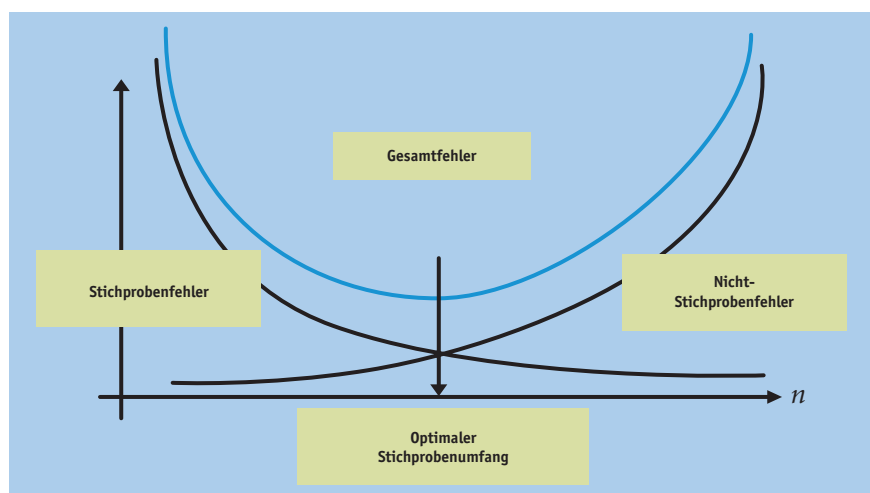 Gesamtfehler
Stichprobenfehler
Nicht-
Stichprobenfehler
n
Optimaler
Stichprobenumfang